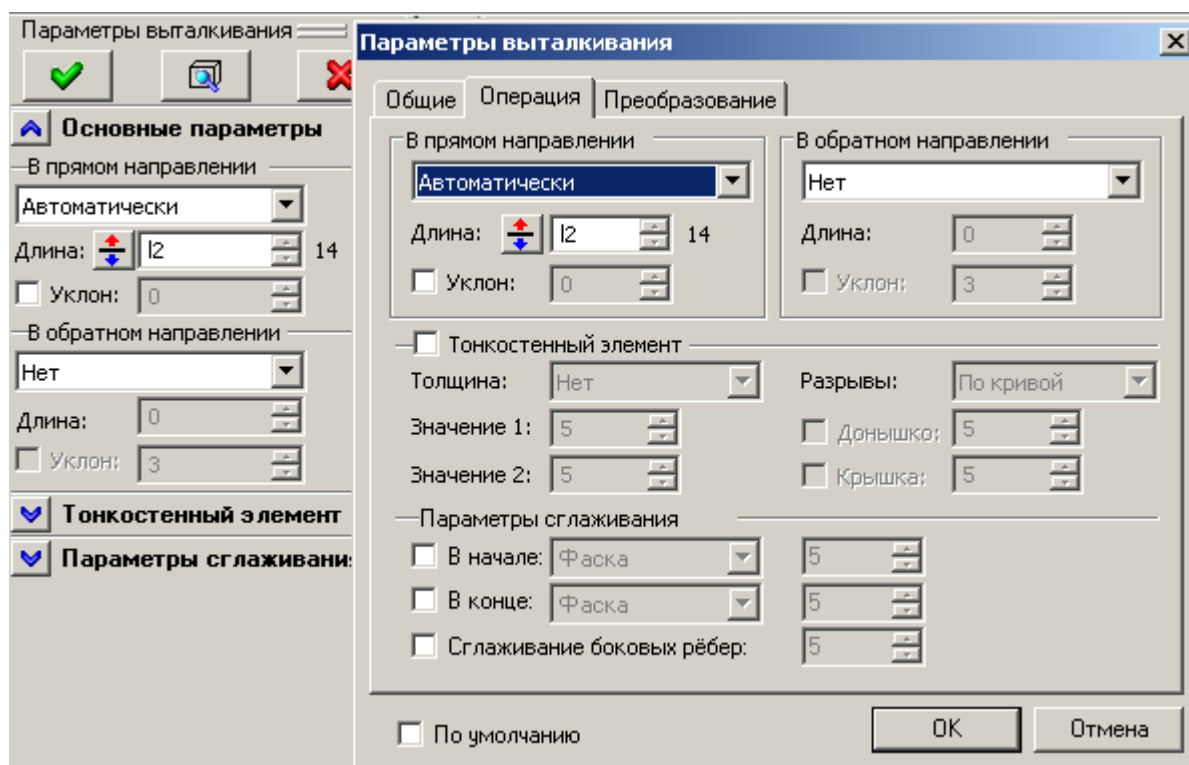 Параметры выталкивания
Основные параметры
В прямом направлении
Автоматически
Длина: l2 14
Уклон: 0
В обратном направлении
Нет
Длина: 0
Уклон: 3
Тонкостенный элемент
Параметры сглаживани
Параметры выталкивания
Общие Операция Преобразование
В прямом направлении
Автоматически
Длина: l2 14
Уклон: 0
В обратном направлении
Нет
Длина: 0
Уклон: 3
Тонкостенный элемент
Толщина: Нет Разрывы: По кривой
Значение 1: 5 Донышко: 5
Значение 2: 5 Крышка: 5
Параметры сглаживания
В начале: Фаска 5
В конце: Фаска 5
Сглаживание боковых рёбер: 5
По умолчанию OK Отмена